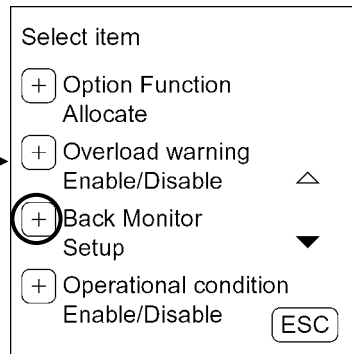 Select item
+ Option Function
Allocate
+ Overload warning
Enable/Disable
+ Back Monitor
Setup
+ Operational condition
Enable/Disable
ESC